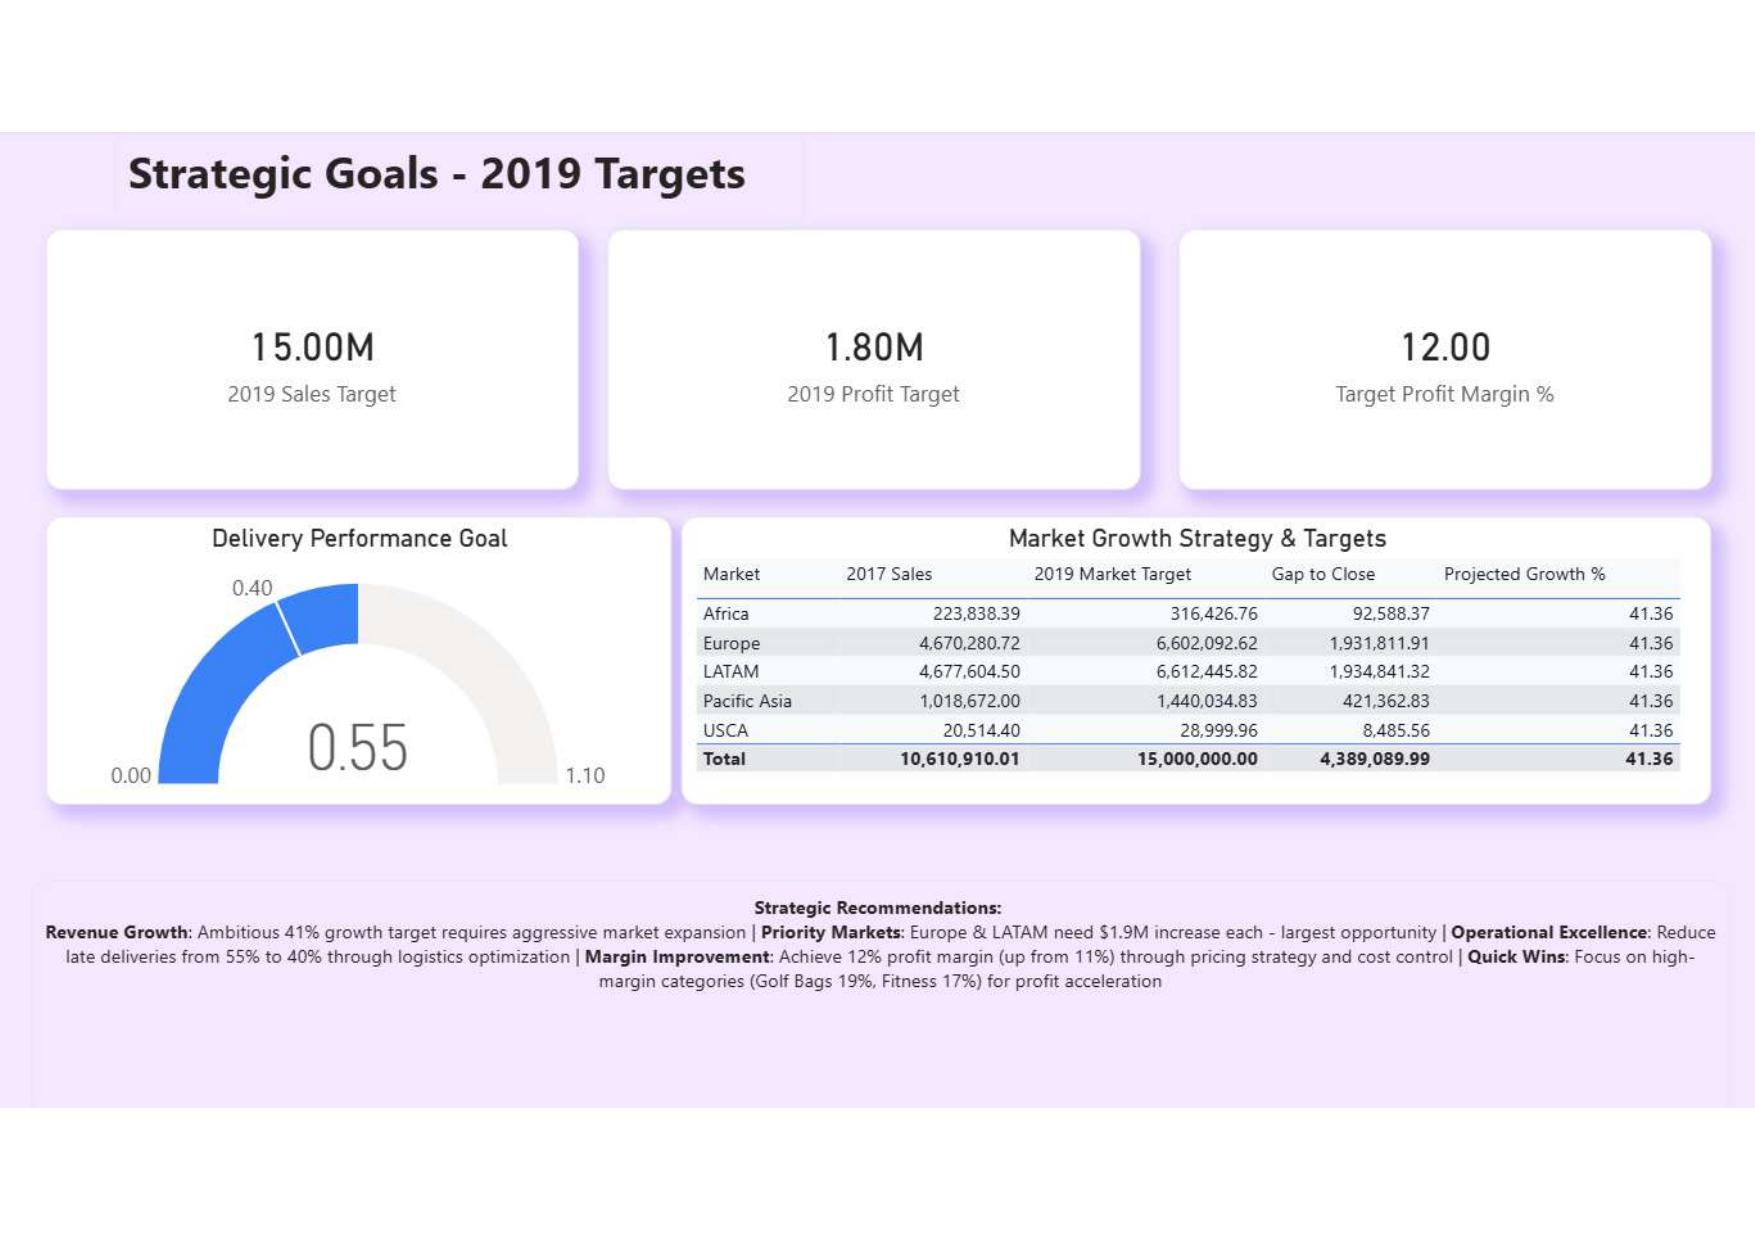 Strategic Goals - 2019 Targets
15.00M
2019 Sales Target
1.80M
2019 Profit Target
12.00
Target Profit Margin %
Delivery Performance Goal
0.40
0.00
0.55
1.10
Market Growth Strategy & Targets
Market 2017 Sales 2019 Market Target Gap to Close Projected Growth %
Africa 223,838.39 316,426.76 92,588.37 41.36
Europe 4,670,280.72 6,602,092.62 1,931,811.91 41.36
LATAM 4,677,604.50 6,612,445.82 1,934,841.32 41.36
Pacific Asia 1,018,672.00 1,440,034.83 421,362.83 41.36
USCA 20,514.40 28,999.96 8,485.56 41.36
Total 10,610,910.01 15,000,000.00 4,389,089.99 41.36
Strategic Recommendations:
Revenue Growth: Ambitious 41% growth target requires aggressive market expansion | Priority Markets: Europe & LATAM need $1.9M increase each - largest opportunity | Operational Excellence: Reduce
late deliveries from 55% to 40% through logistics optimization | Margin Improvement: Achieve 12% profit margin (up from 11%) through pricing strategy and cost control | Quick Wins: Focus on high-
margin categories (Golf Bags 19%, Fitness 17%) for profit acceleration